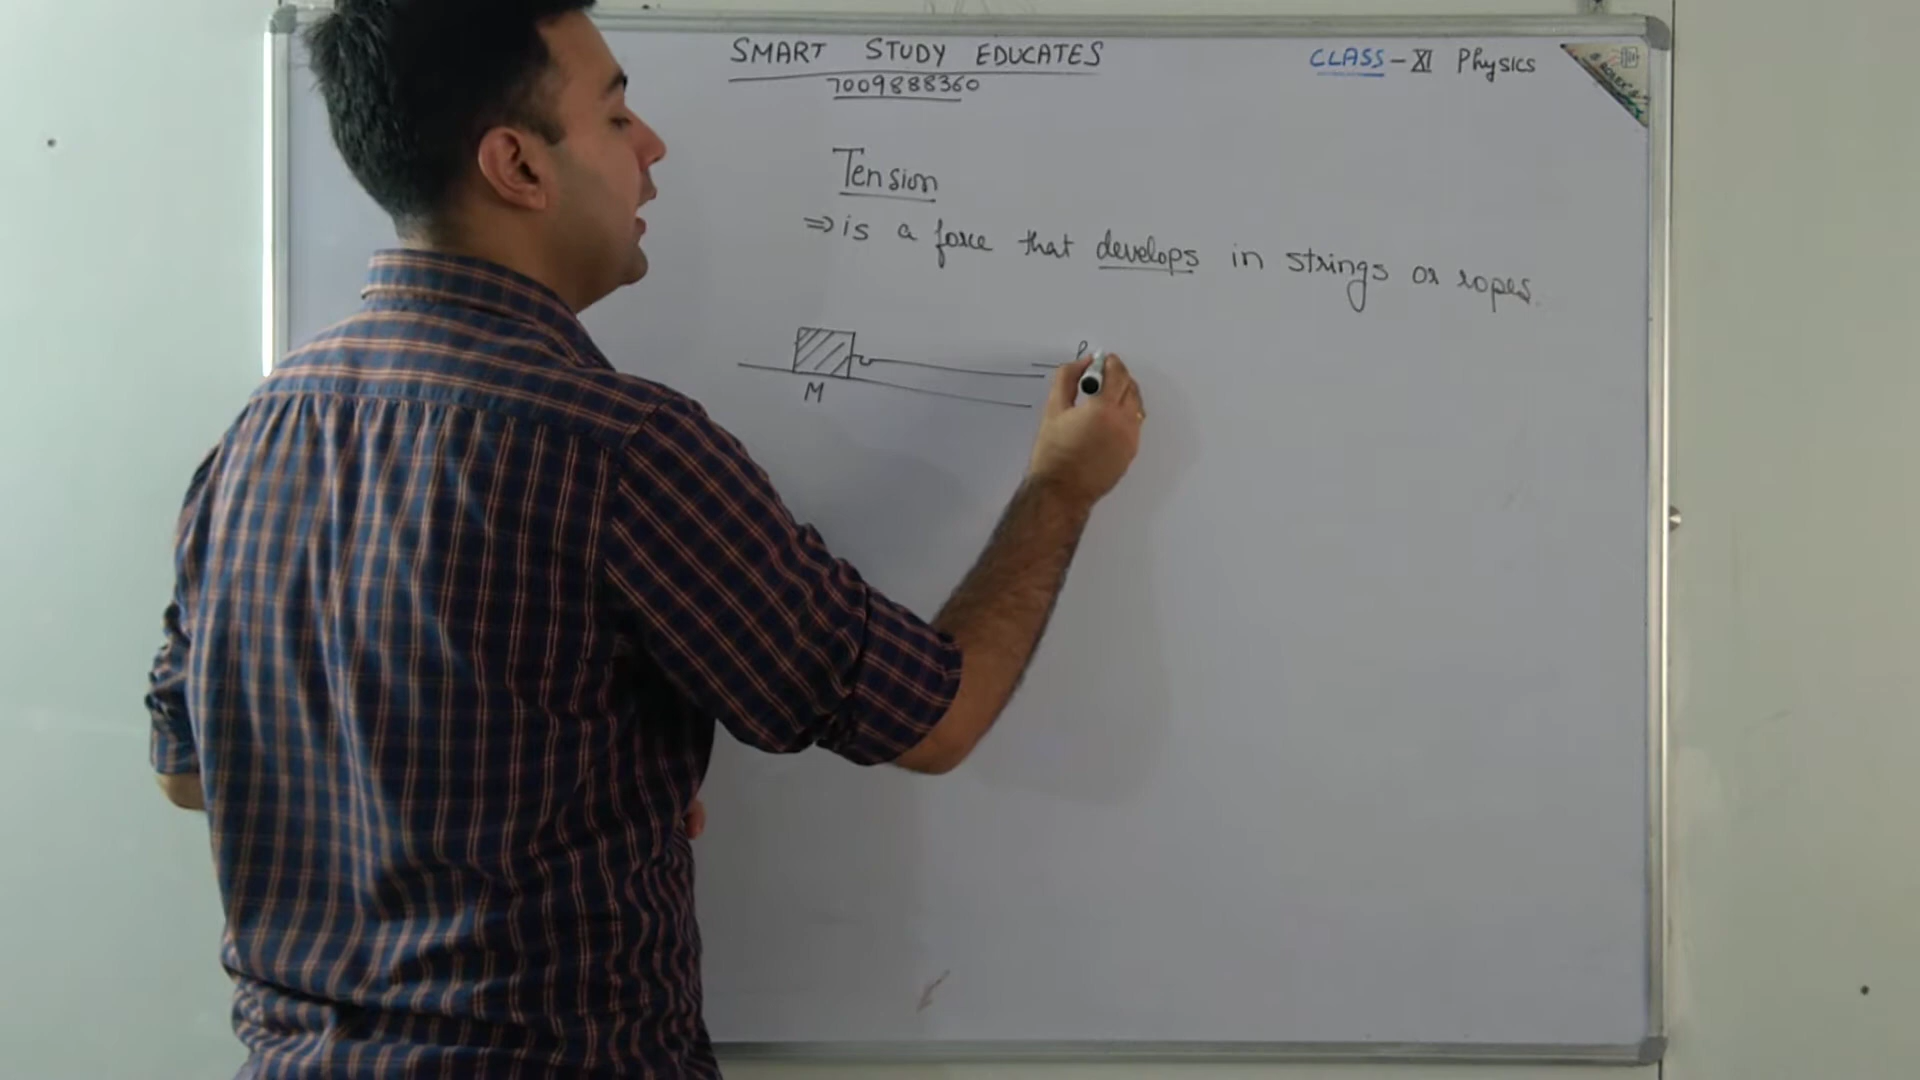 SMART STUDY EDUCATES
7009888360
CLASS - XI Physics
Tension
⇒ is a force that develops in strings or ropes.
M